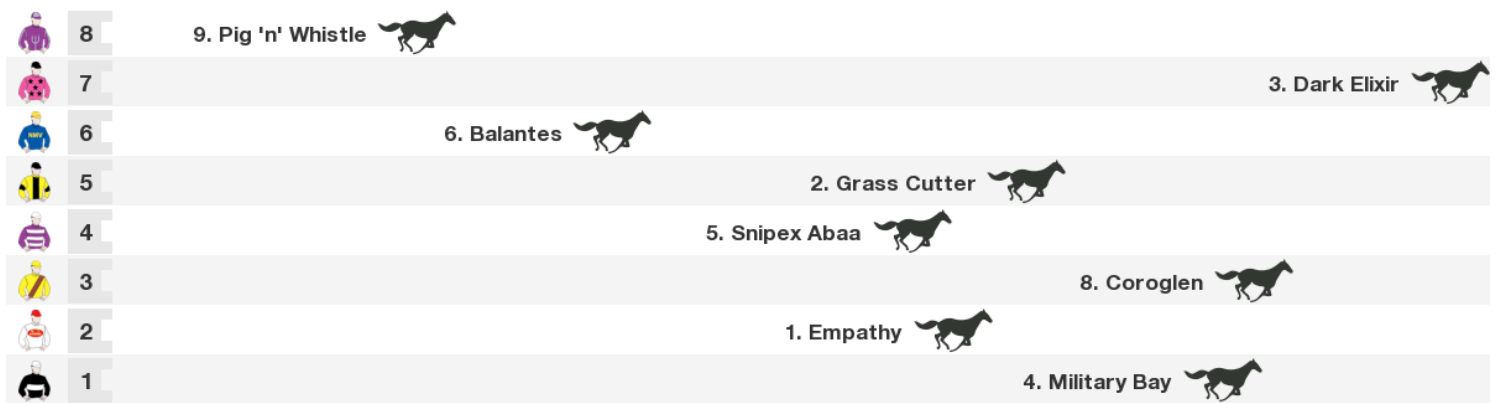 8 9. Pig 'n' Whistle
7 3. Dark Elixir
NMV 6 6. Balantes
5 2. Grass Cutter
4 5. Snipex Abaa
3 8. Coroglen
2 1. Empathy
1 4. Military Bay